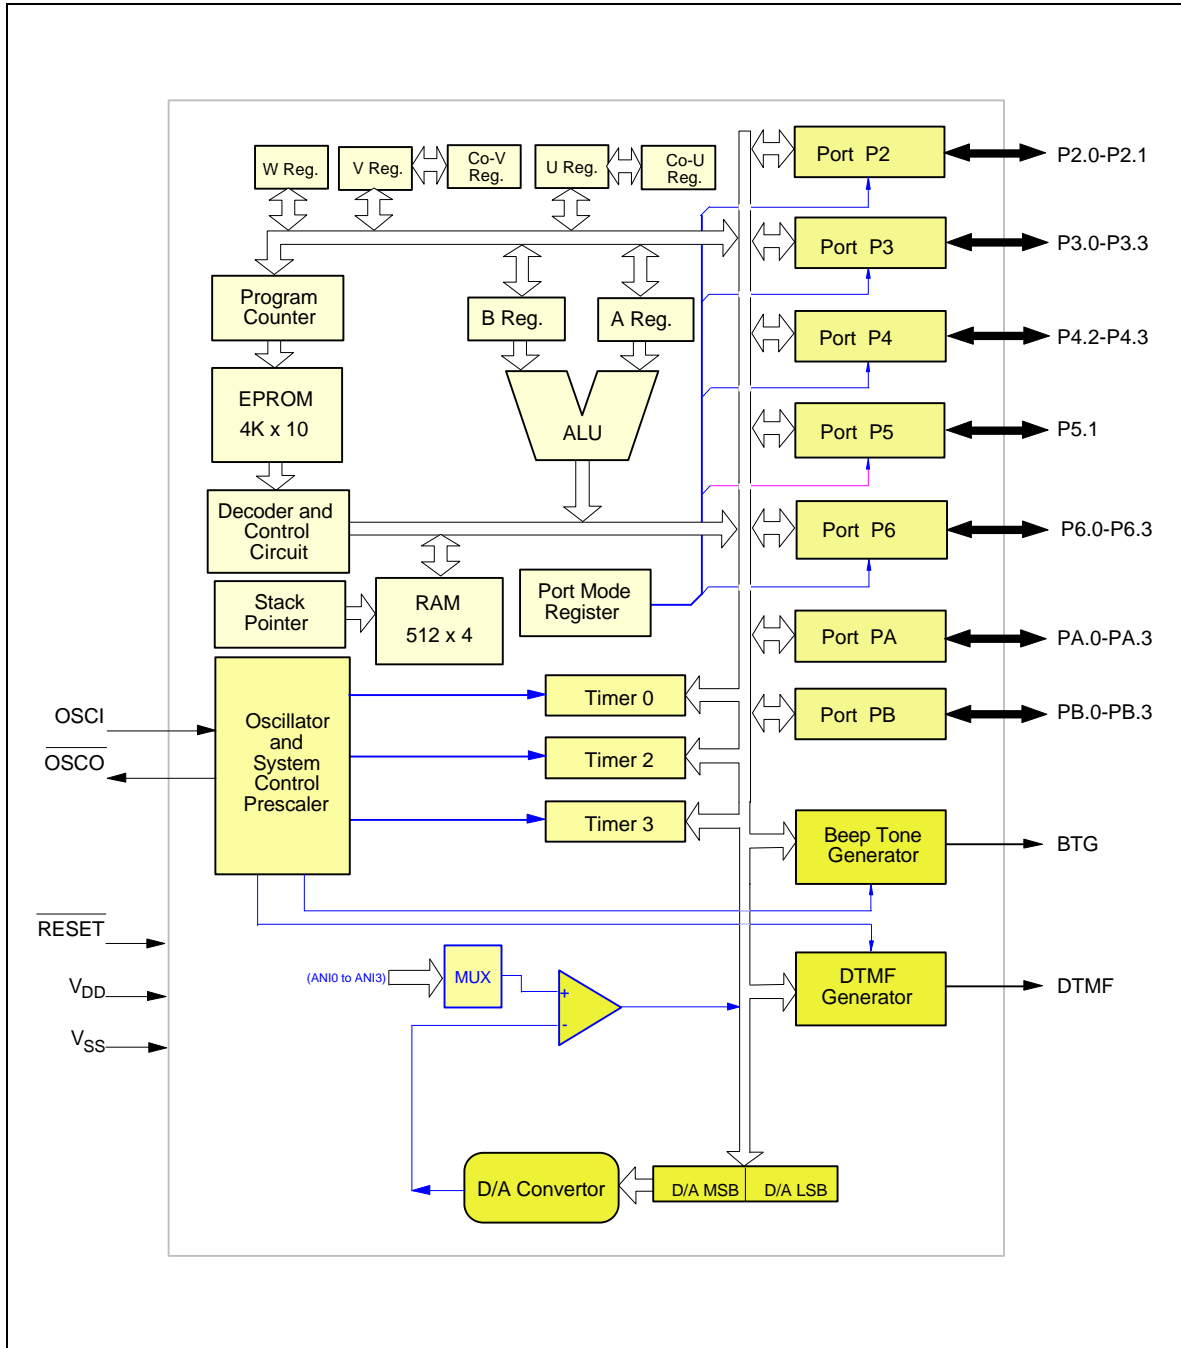 W Reg.
V Reg.
Co-V
Reg.
U Reg.
Co-U
Reg.
Port P2
P2.0-P2.1
Port P3
P3.0-P3.3
Program
Counter
B Reg.
A Reg.
Port P4
P4.2-P4.3
EPROM
4K x 10
ALU
Port P5
P5.1
Decoder and
Control
Circuit
Port P6
P6.0-P6.3
Stack
Pointer
RAM
512 x 4
Port Mode
Register
Port PA
PA.0-PA.3
OSCI
OSCO
Oscillator
and
System
Control
Prescaler
Timer 0
Port PB
PB.0-PB.3
Timer 2
Timer 3
Beep Tone
Generator
BTG
RESET
VDD
VSS
(ANI0 to ANI3)
MUX
+
-
DTMF
Generator
DTMF
D/A Convertor
D/A MSB
D/A LSB